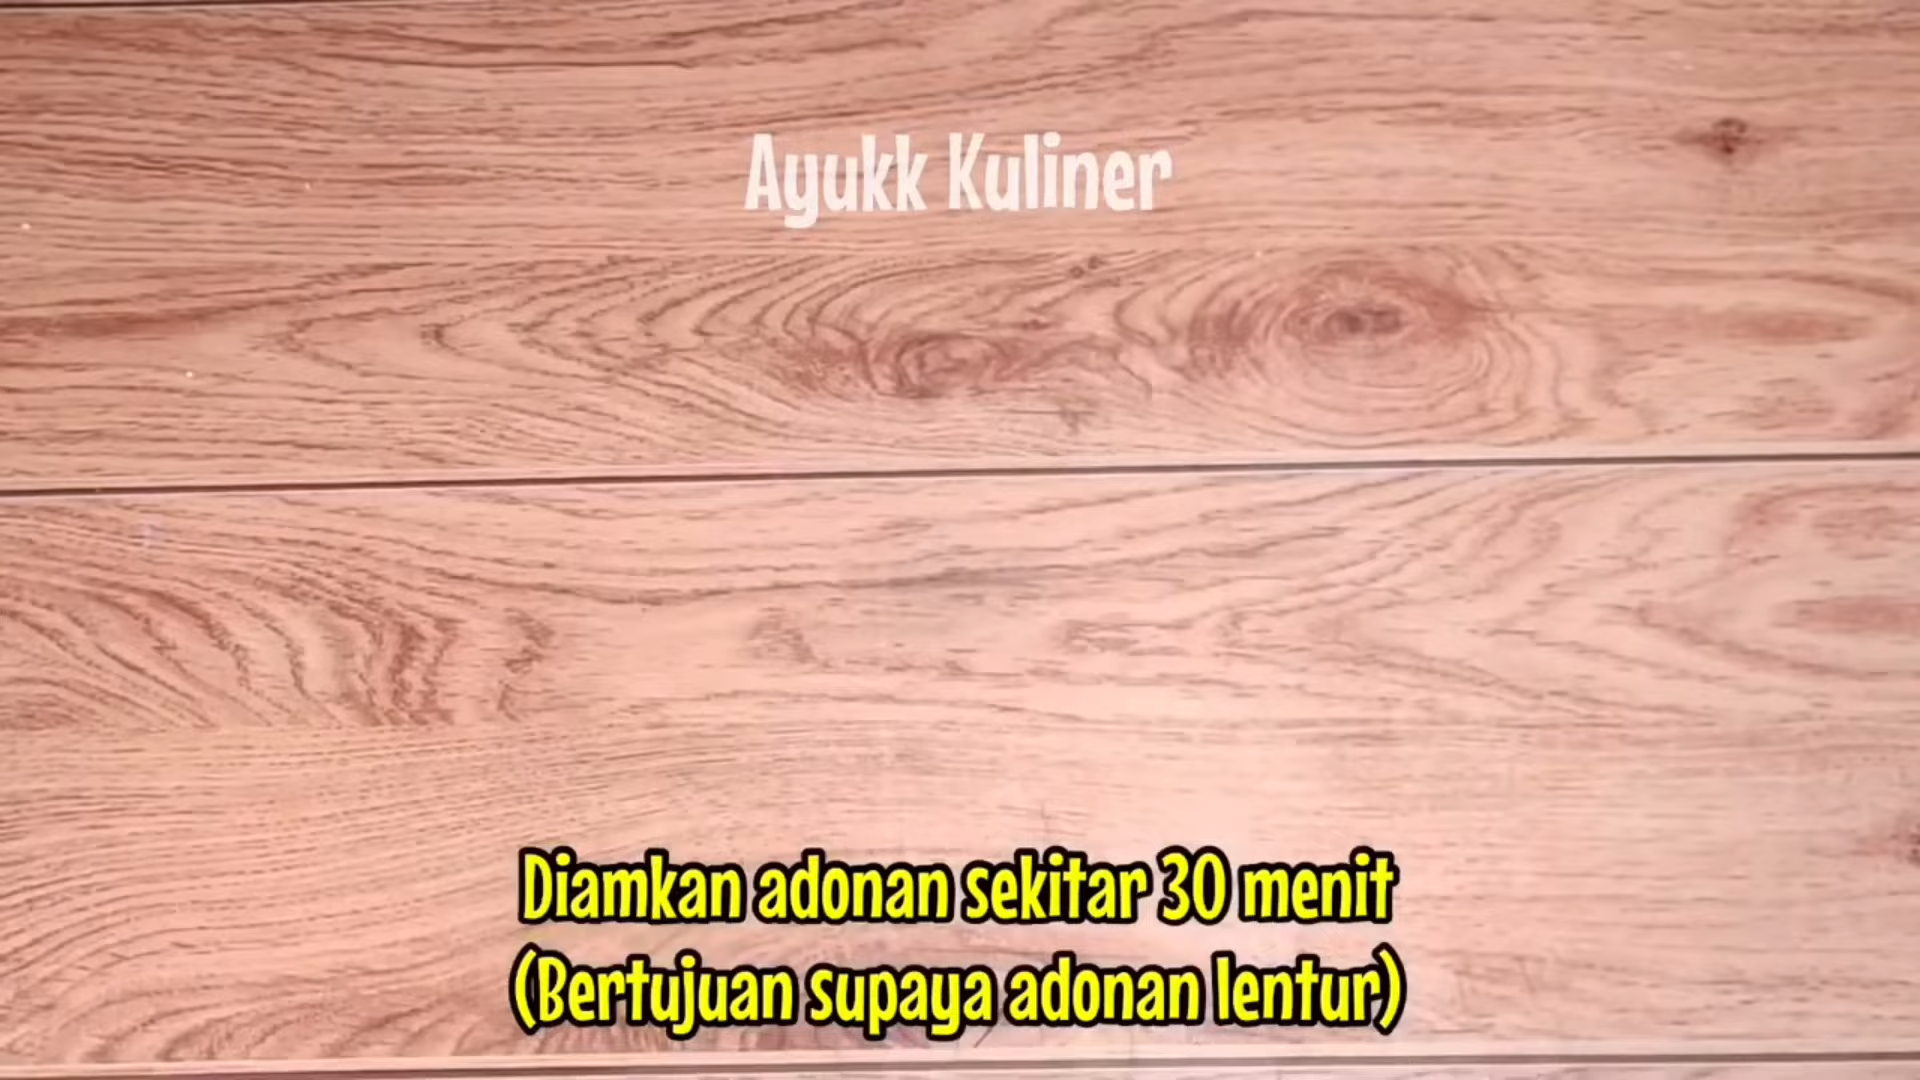 Ayukk Kuliner
Diamkan adonan sekitar 30 menit
(Bertujuan supaya adonan lentur)